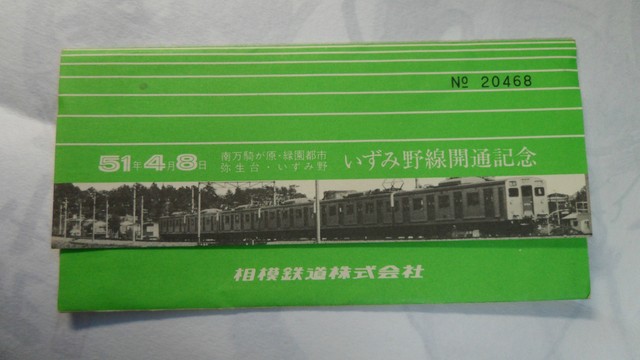 № 20468
51年4月8日
南万騎が原・緑園都市
弥生台・いずみ野
いずみ野線開通記念
相模鉄道株式会社